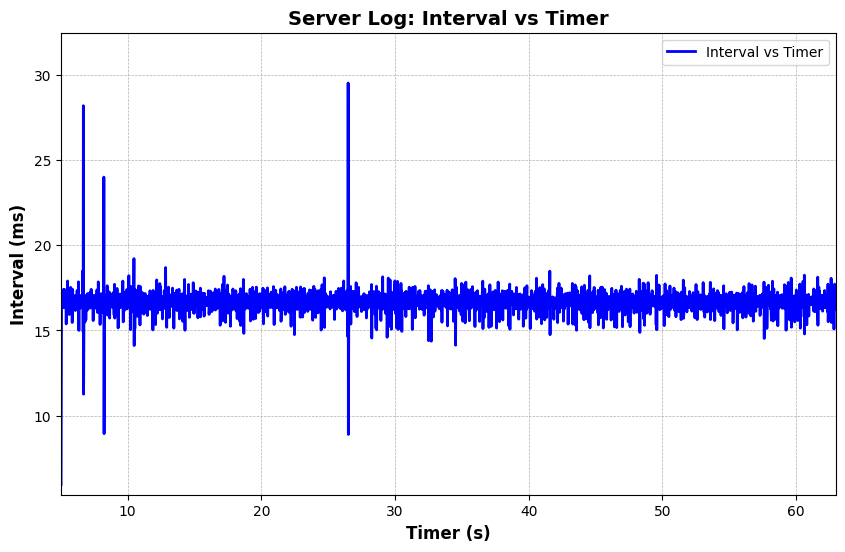 Server Log: Interval vs Timer
Interval vs Timer
Interval (ms)
30
25
20
15
10
10 20 30 40 50 60
Timer (s)